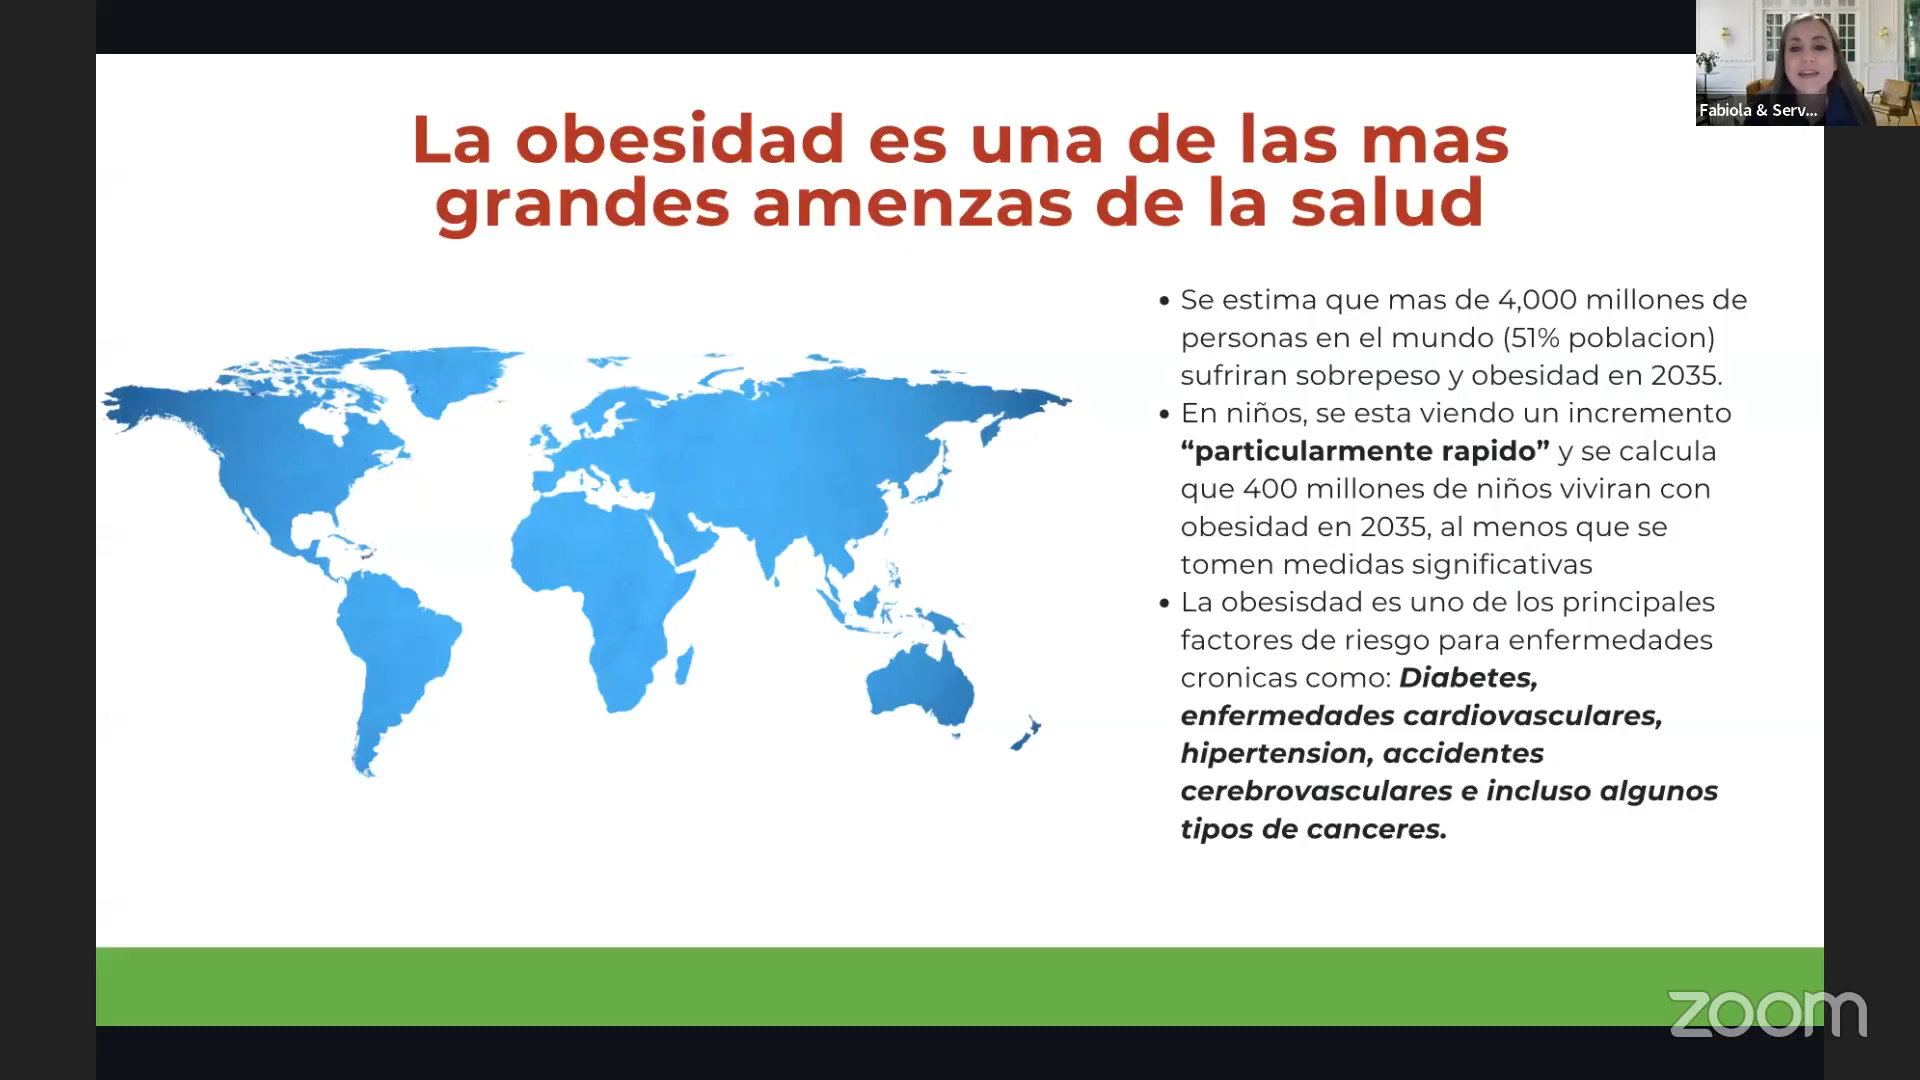 Fabiola & Serv...
La obesidad es una de las mas
grandes amenzas de la salud
• Se estima que mas de 4,000 millones de
personas en el mundo (51% poblacion)
sufriran sobrepeso y obesidad en 2035.
• En niños, se esta viendo un incremento
“particularmente rapido” y se calcula
que 400 millones de niños viviran con
obesidad en 2035, al menos que se
tomen medidas significativas
• La obesisdad es uno de los principales
factores de riesgo para enfermedades
cronicas como: Diabetes,
enfermedades cardiovasculares,
hipertension, accidentes
cerebrovasculares e incluso algunos
tipos de canceres.
zoom